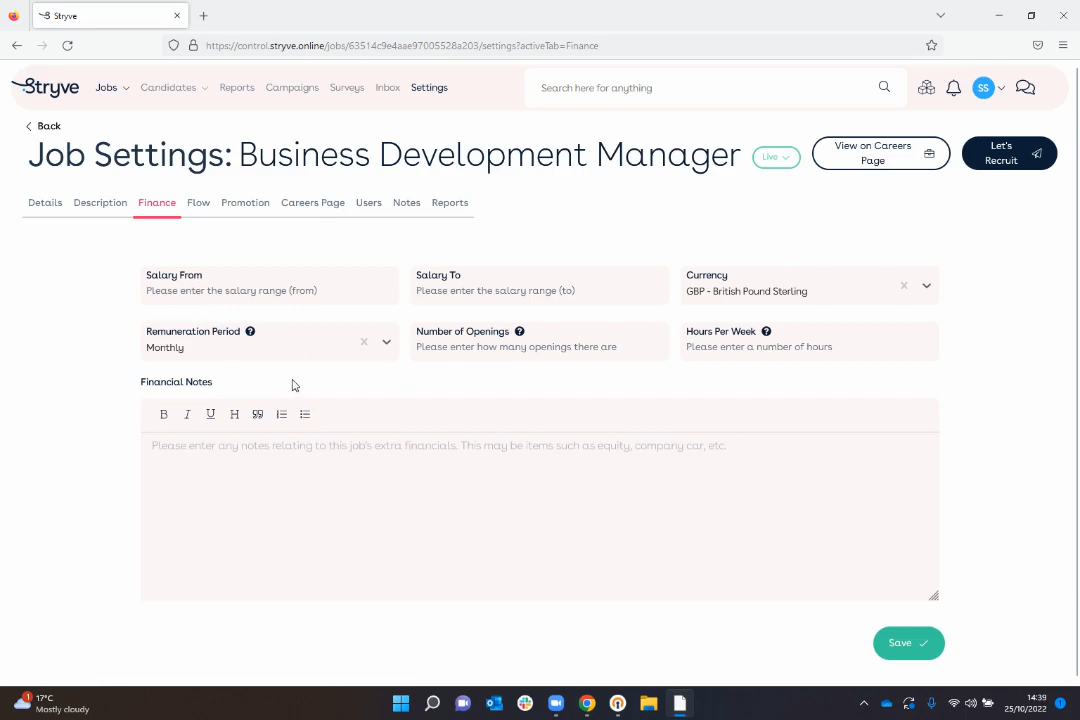 Stryve
https://control.stryve.online/jobs/63514c9e4aae97005528a203/settings?activeTab=Finance
Stryve
Jobs
Candidates
Reports
Campaigns
Surveys
Inbox
Settings
Search here for anything
SS
Back
Job Settings: Business Development Manager
Live
View on Careers
Page
Let's
Recruit
Details
Description
Finance
Flow
Promotion
Careers Page
Users
Notes
Reports
Salary From
Please enter the salary range (from)
Salary To
Please enter the salary range (to)
Currency
GBP - British Pound Sterling
Remuneration Period
Monthly
Number of Openings
Please enter how many openings there are
Hours Per Week
Please enter a number of hours
Financial Notes
B I U H
Please enter any notes relating to this job's extra financials. This may be items such as equity, company car, etc.
Save
1
17°C
Mostly cloudy
14:39
25/10/2022
1